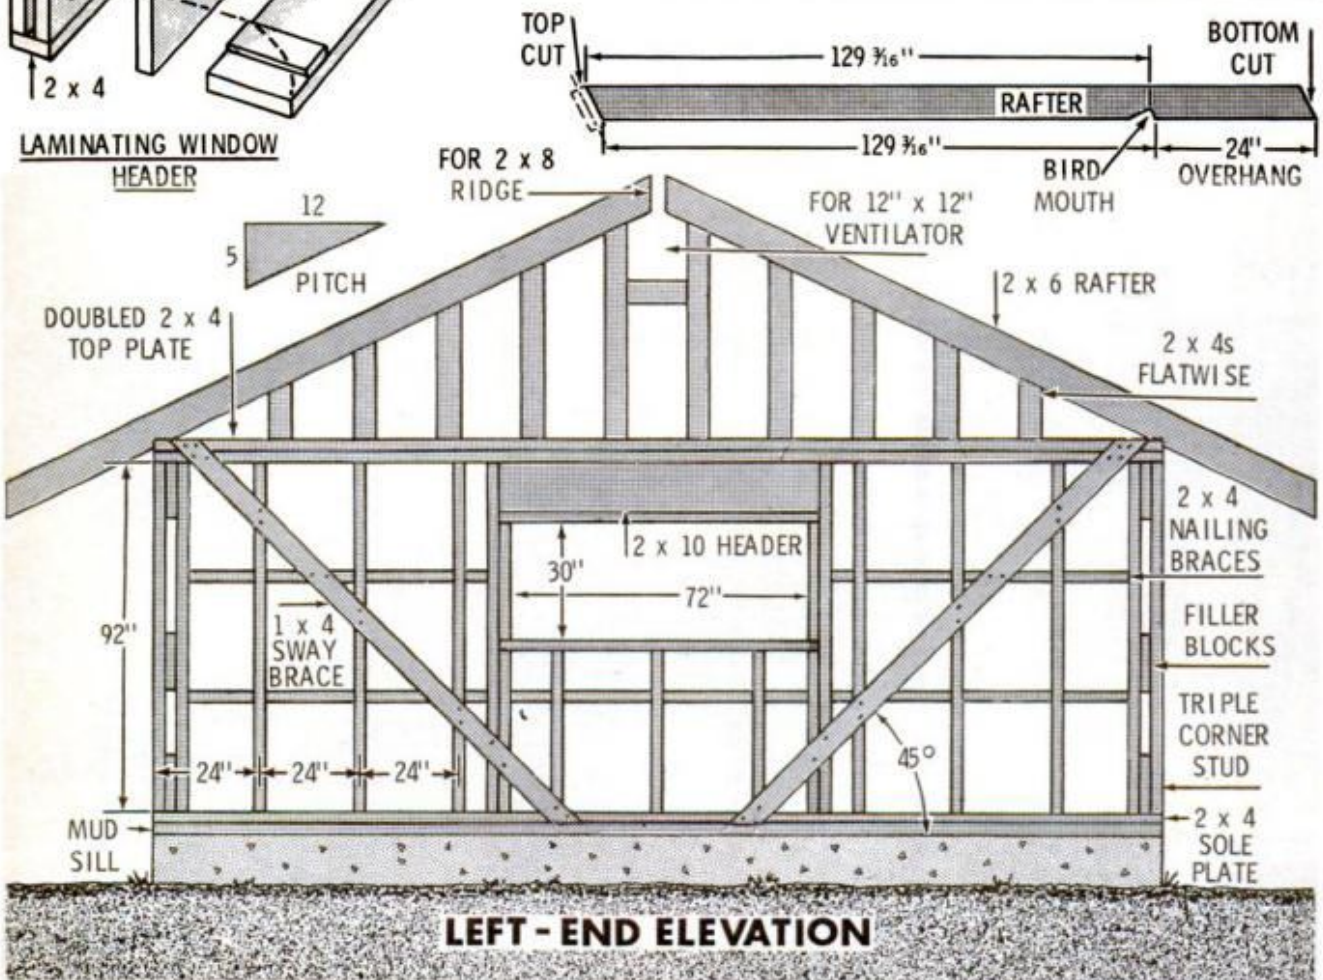 2 x 4
LAMINATING WINDOW
HEADER
TOP
CUT
129 3/16"
BOTTOM
CUT
RAFTER
129 3/16"
24"
BIRD
MOUTH
OVERHANG
FOR 2 x 8
RIDGE
12
5
PITCH
FOR 12" x 12"
VENTILATOR
2 x 6 RAFTER
DOUBLED 2 x 4
TOP PLATE
2 x 4s
FLATWISE
2 x 10 HEADER
30"
72"
2 x 4
NAILING
BRACES
92"
1 x 4
SWAY
BRACE
FILLER
BLOCKS
TRIPLE
CORNER
STUD
24"
24"
24"
45°
MUD
SILL
2 x 4
SOLE
PLATE
LEFT-END ELEVATION